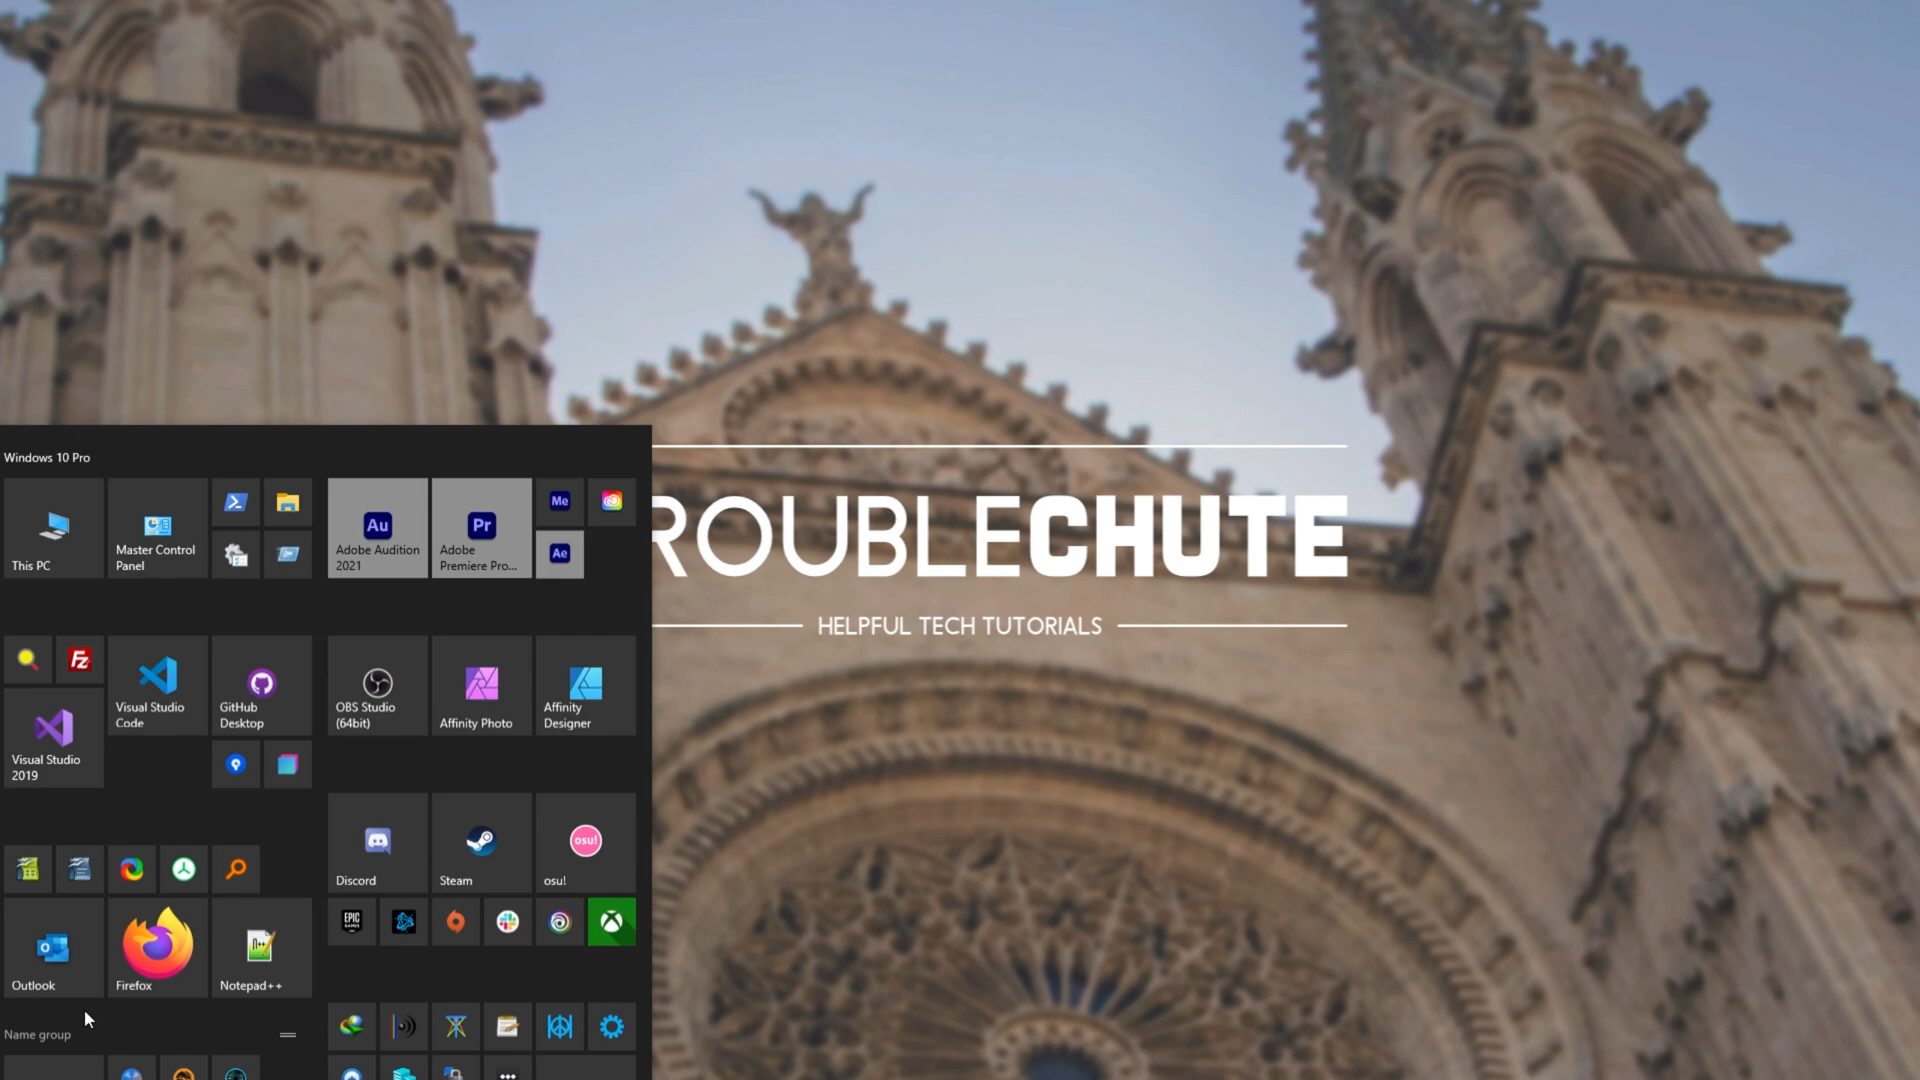 Windows 10 Pro
This PC
Master Control
Panel
Au
Adobe Audition
2021
Pr
Adobe
Premiere Pro...
Me
Ae
ROUBLECHUTE
HELPFUL TECH TUTORIALS
Fz
Visual Studio
Code
GitHub
Desktop
Visual Studio
2019
OBS Studio
(64bit)
Affinity Photo
Affinity
Designer
Discord
Steam
osu!
osu!
EPIC
GAMES
Outlook
Firefox
n++
Notepad++
Name group